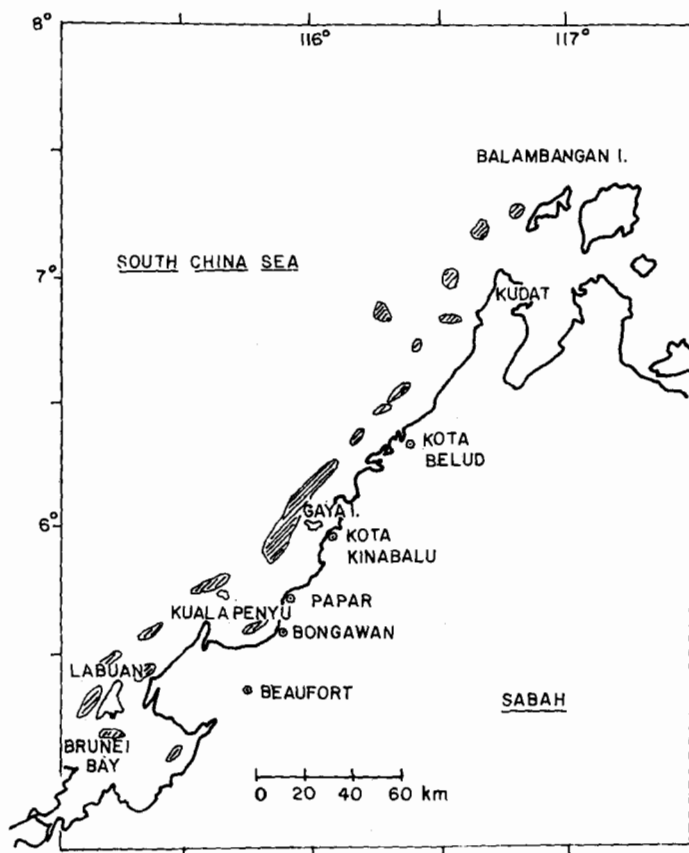 8°
116°
117°
BALAMBANGAN I.
SOUTH CHINA SEA
7°
KUDAT
KOTA
BELUD
GAYA I.
6°
KOTA
KINABALU
PAPAR
KUALA PENYU
BONGAWAN
LABUAN
BEAUFORT
SABAH
BRUNEI
BAY
0 20 40 60 km